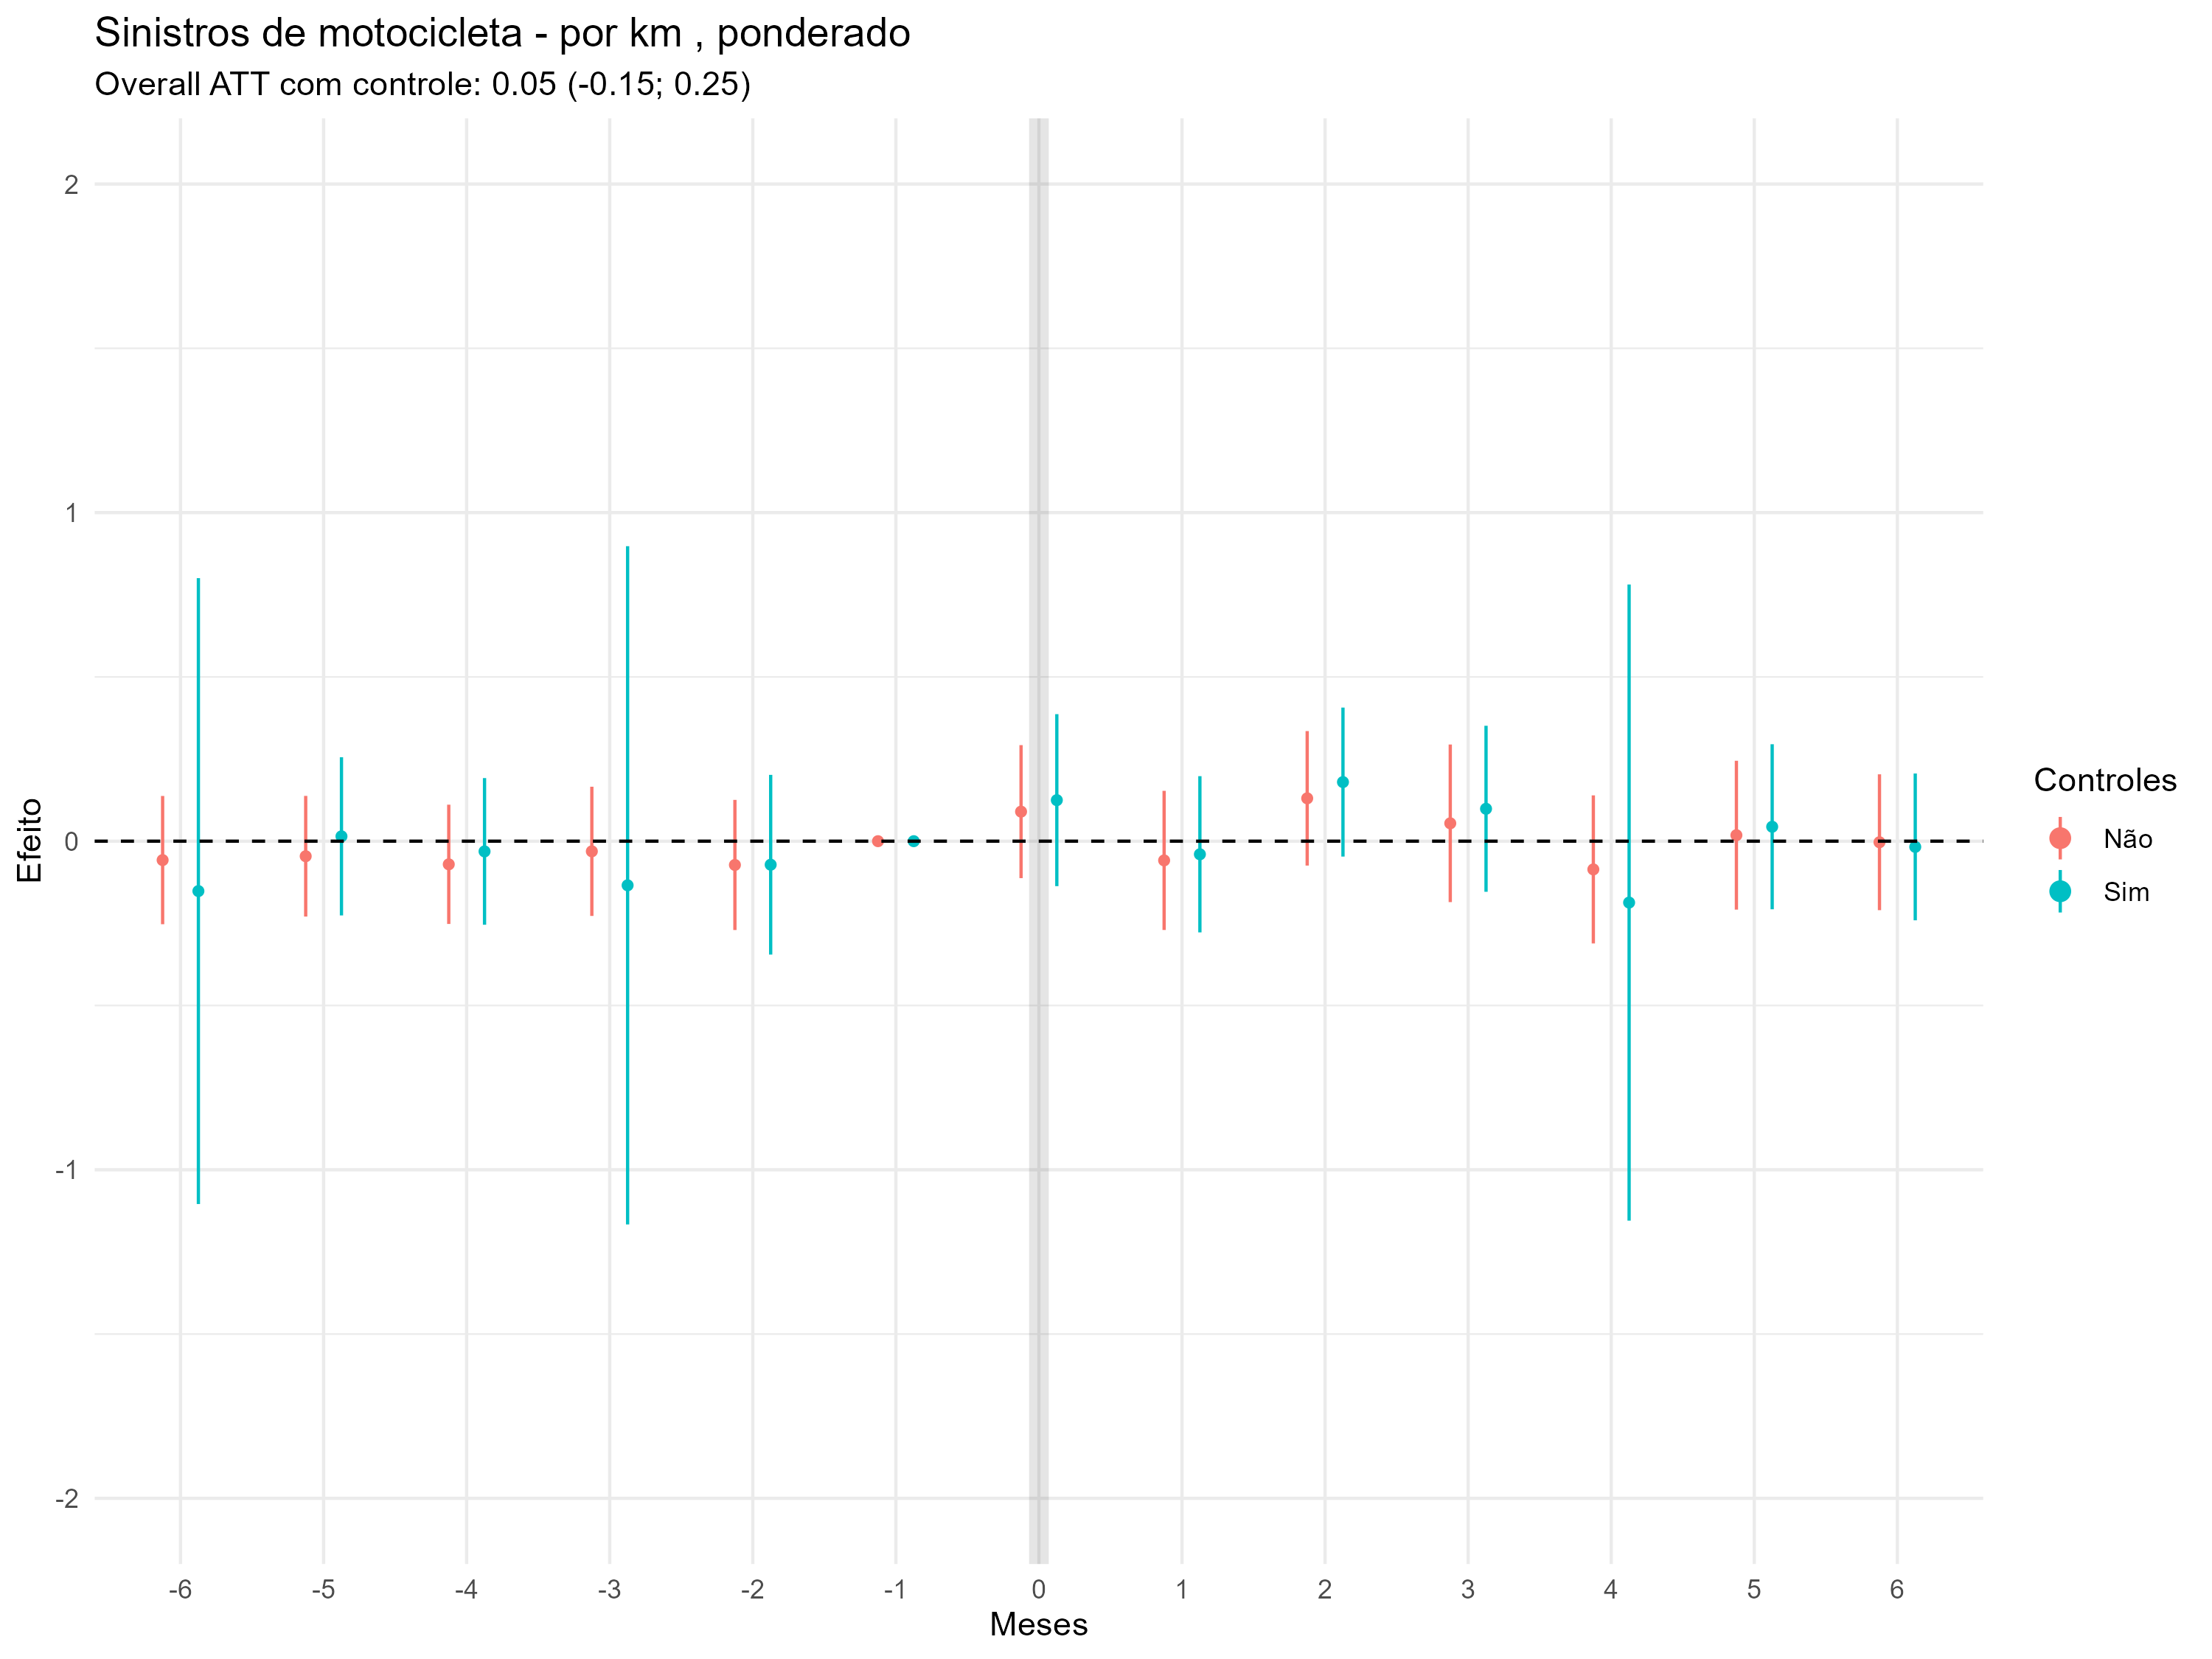 Sinistros de motocicleta - por km , ponderado
Overall ATT com controle: 0.05 (-0.15; 0.25)
2
1
0
-1
-2
Efeito
-6 -5 -4 -3 -2 -1 0 1 2 3 4 5 6
Meses
Controles
Não
Sim